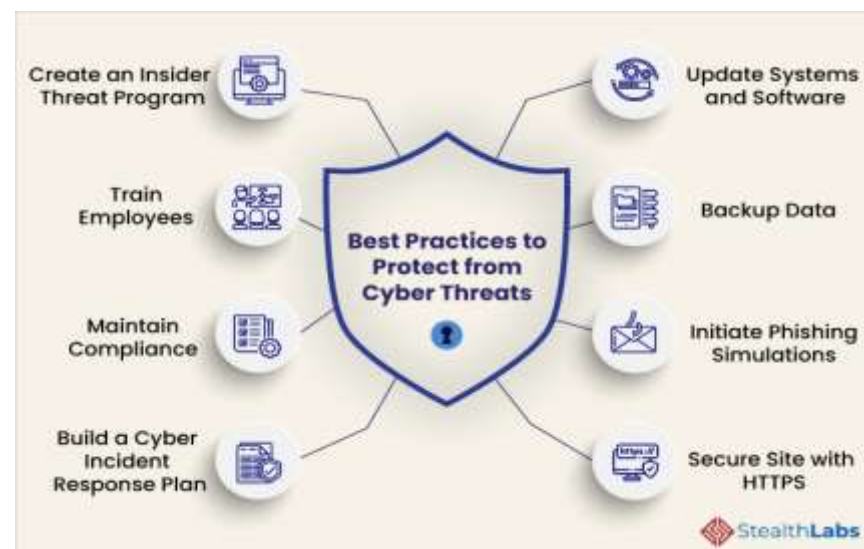 Create an Insider
Threat Program
Train
Employees
Maintain
Compliance
Build a Cyber
Incident
Response Plan
Best Practices to
Protect from
Cyber Threats
Update Systems
and Software
Backup Data
Initiate Phishing
Simulations
https://
Secure Site with
HTTPS
StealthLabs